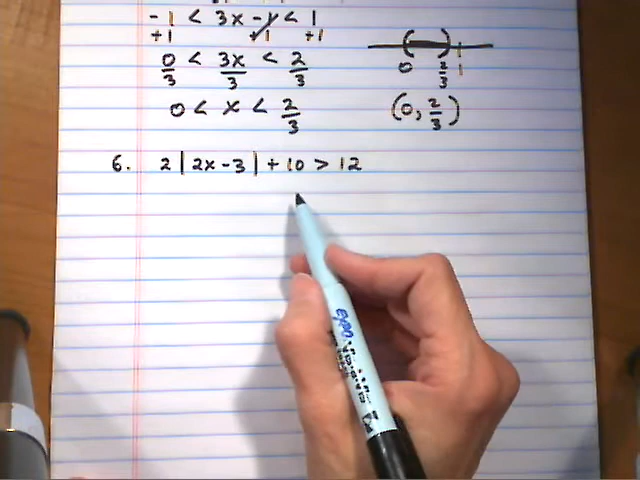 -1 < 3x - 1 < 1
+1 +1 +1
0/3 < 3x/3 < 2/3
0 2/3 1
0 < x < 2/3
(0, 2/3)
6. 2|2x-3| + 10 > 12
expo